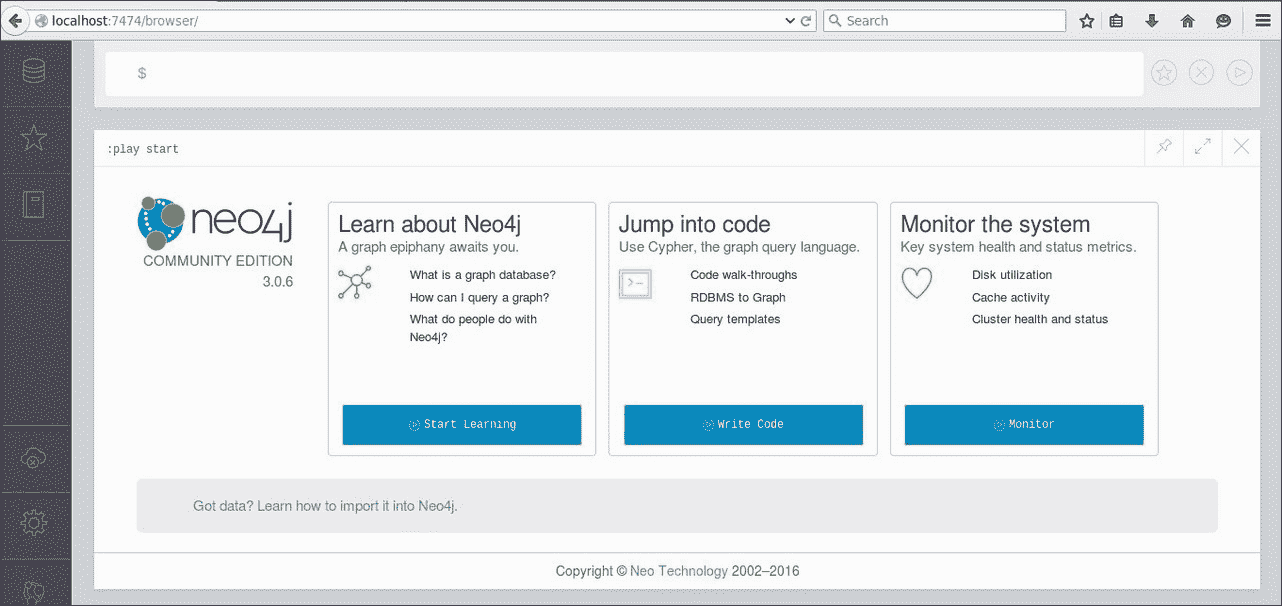 localhost:7474/browser/
Search
$
:play start
neo4j
COMMUNITY EDITION
3.0.6
Learn about Neo4j
A graph epiphany awaits you.
What is a graph database?
How can I query a graph?
What do people do with
Neo4j?
Start Learning
Jump into code
Use Cypher, the graph query language.
Code walk-throughs
RDBMS to Graph
Query templates
Write Code
Monitor the system
Key system health and status metrics.
Disk utilization
Cache activity
Cluster health and status
Monitor
Got data? Learn how to import it into Neo4j.
Copyright © Neo Technology 2002–2016